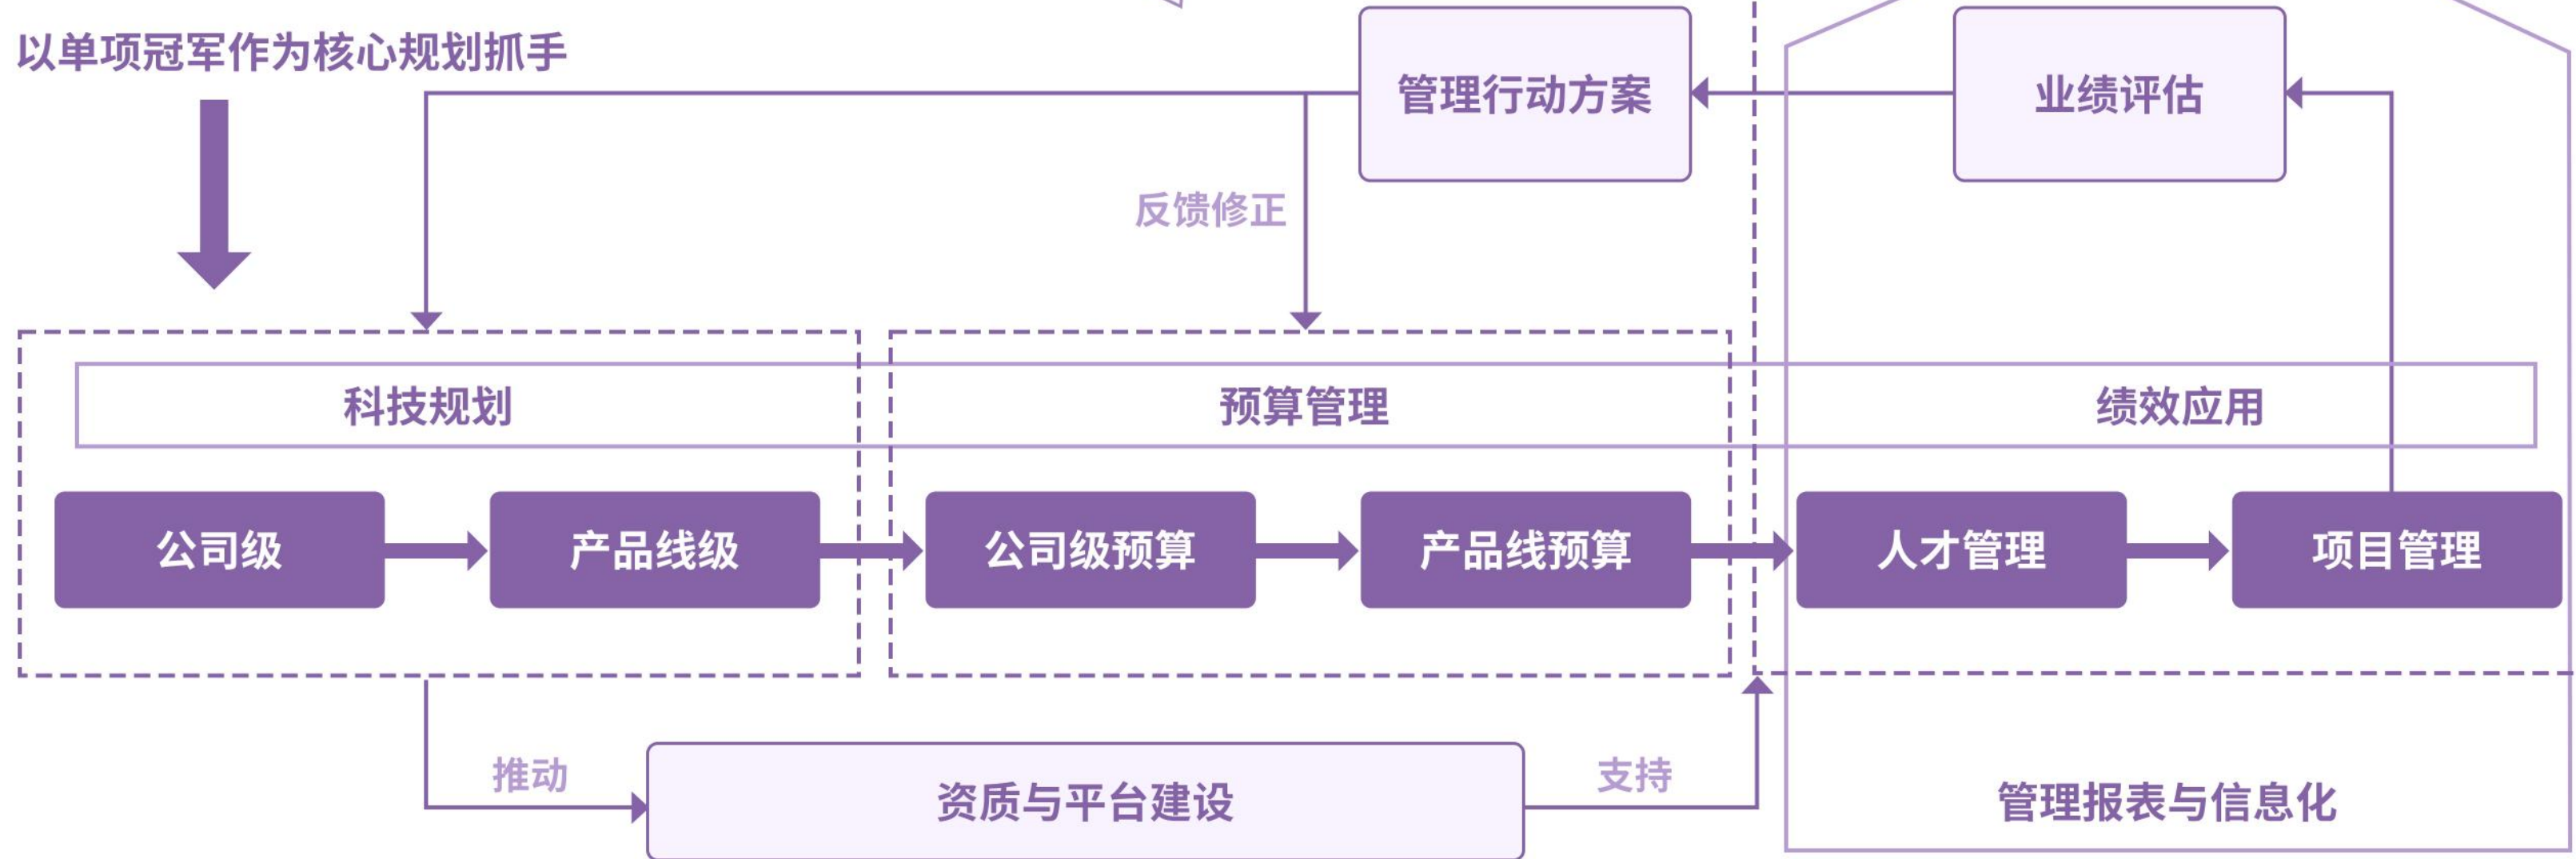 以单项冠军作为核心规划抓手
管理行动方案
业绩评估
反馈修正
科技规划
预算管理
绩效应用
公司级
产品线级
公司级预算
产品线预算
人才管理
项目管理
推动
支持
资质与平台建设
管理报表与信息化